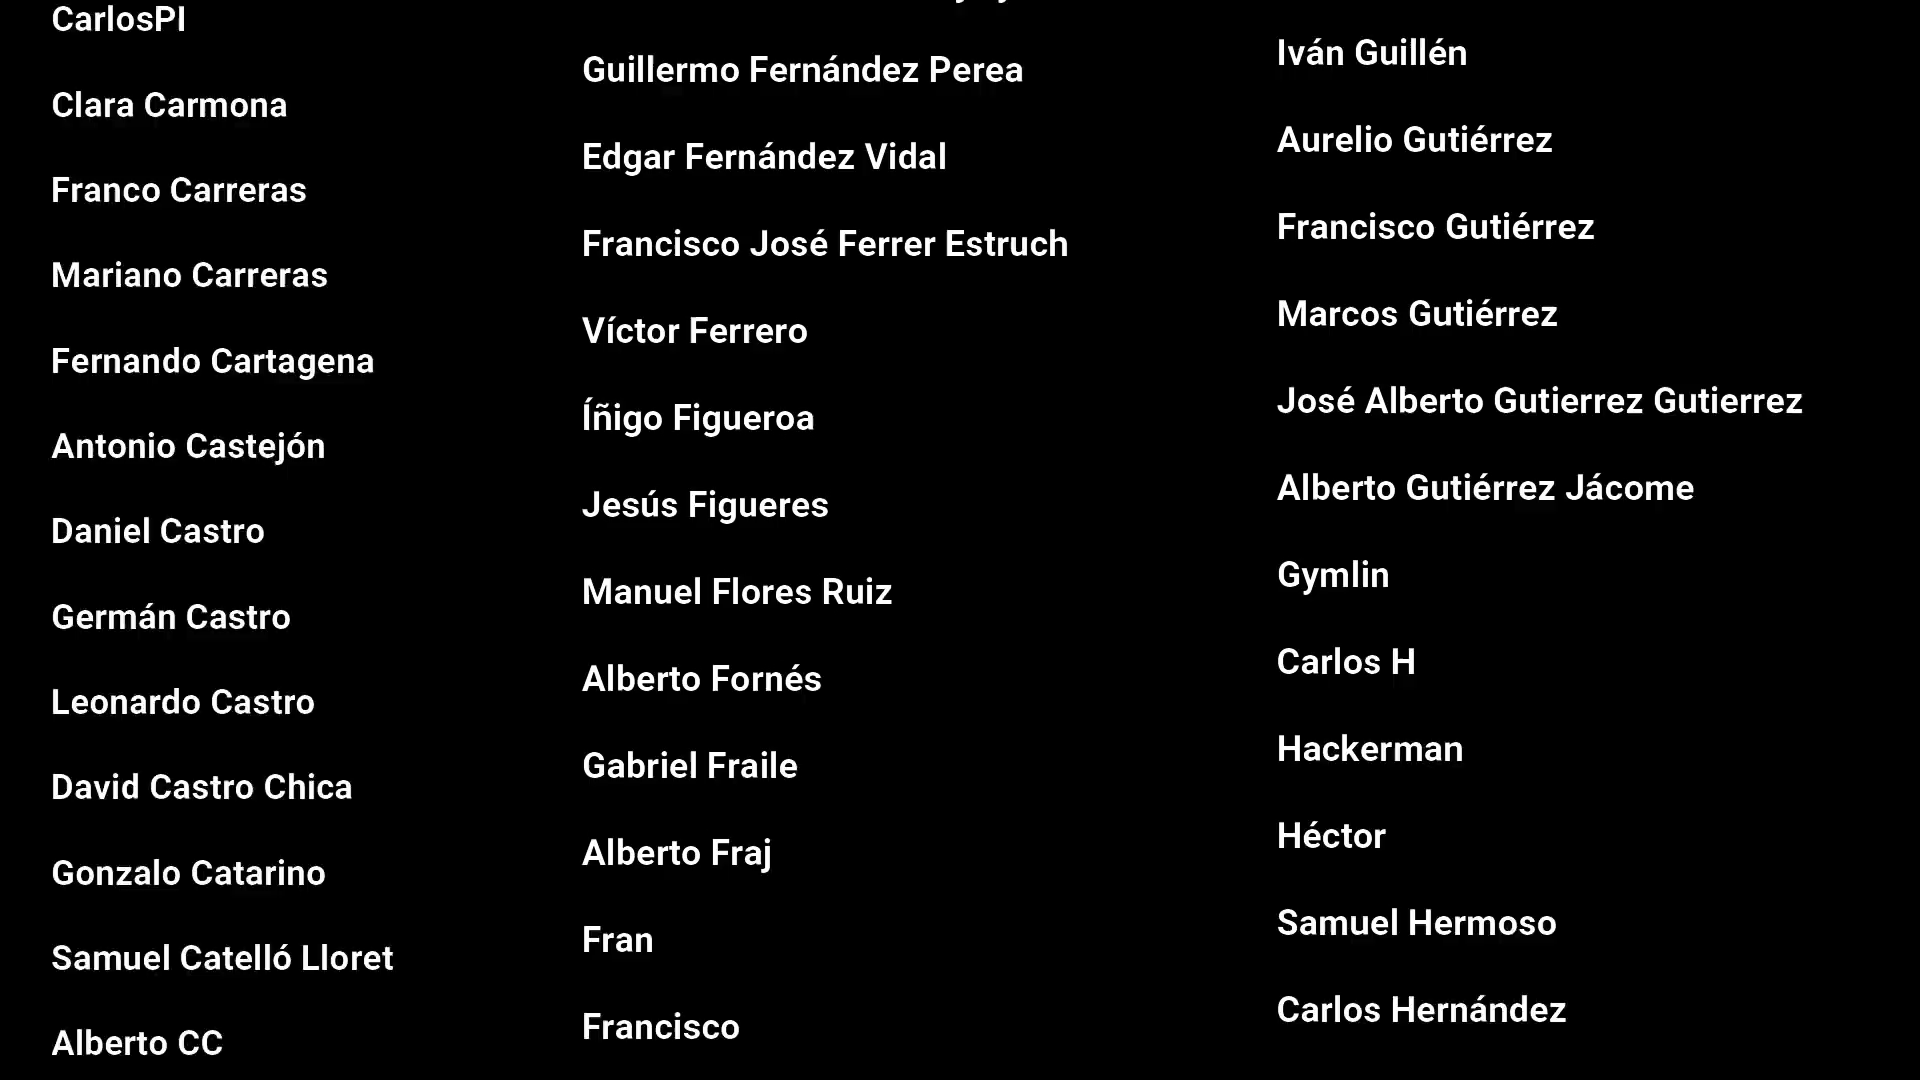 CarlosPI
Clara Carmona
Franco Carreras
Mariano Carreras
Fernando Cartagena
Antonio Castejón
Daniel Castro
Germán Castro
Leonardo Castro
David Castro Chica
Gonzalo Catarino
Samuel Catelló Lloret
Alberto CC
Guillermo Fernández Perea
Edgar Fernández Vidal
Francisco José Ferrer Estruch
Víctor Ferrero
Íñigo Figueroa
Jesús Figueres
Manuel Flores Ruiz
Alberto Fornés
Gabriel Fraile
Alberto Fraj
Fran
Francisco
Iván Guillén
Aurelio Gutiérrez
Francisco Gutiérrez
Marcos Gutiérrez
José Alberto Gutierrez Gutierrez
Alberto Gutiérrez Jácome
Gymlin
Carlos H
Hackerman
Héctor
Samuel Hermoso
Carlos Hernández